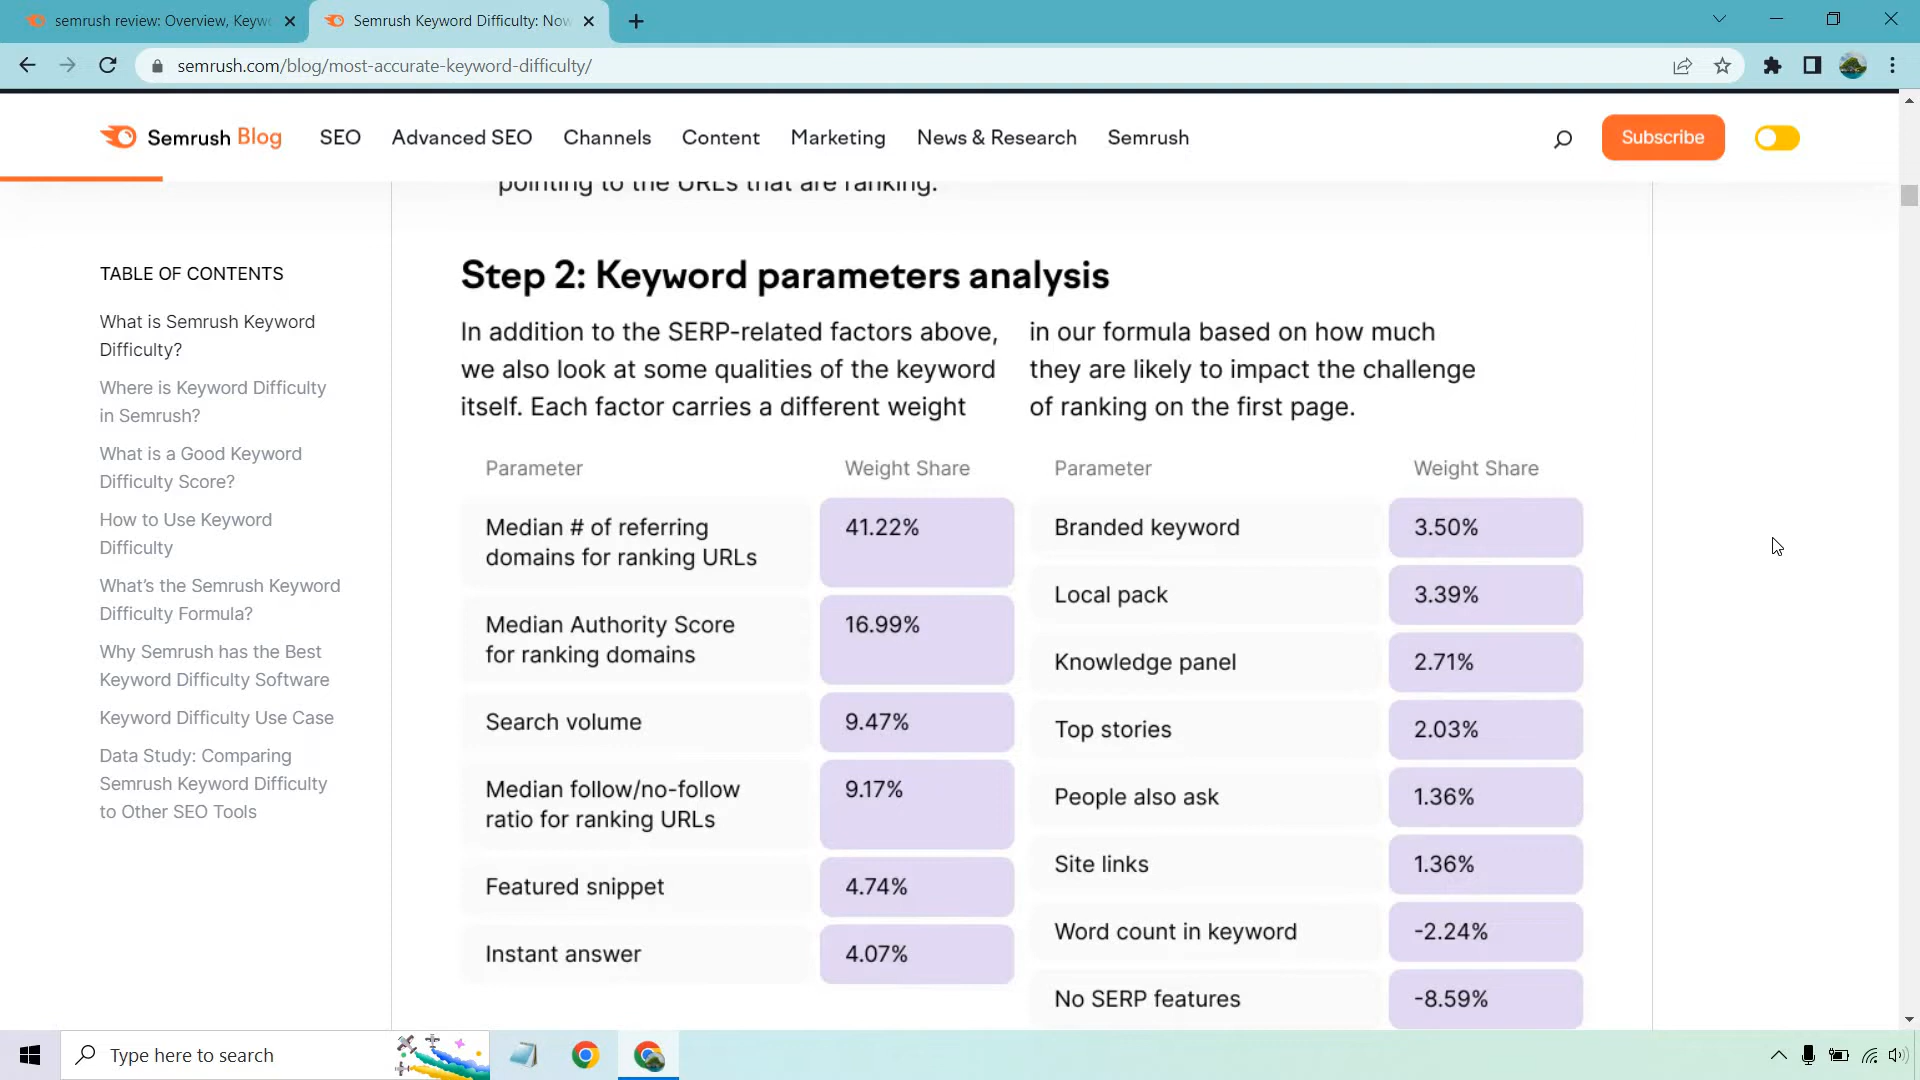 semrush review: Overview, Keyw
Semrush Keyword Difficulty: Now
semrush.com/blog/most-accurate-keyword-difficulty/
Semrush Blog SEO Advanced SEO Channels Content Marketing News & Research Semrush Subscribe
pointing to the URLs that are ranking.
TABLE OF CONTENTS
What is Semrush Keyword
Difficulty?
Where is Keyword Difficulty
in Semrush?
What is a Good Keyword
Difficulty Score?
How to Use Keyword
Difficulty
What's the Semrush Keyword
Difficulty Formula?
Why Semrush has the Best
Keyword Difficulty Software
Keyword Difficulty Use Case
Data Study: Comparing
Semrush Keyword Difficulty
to Other SEO Tools
Step 2: Keyword parameters analysis
In addition to the SERP-related factors above,
we also look at some qualities of the keyword
itself. Each factor carries a different weight
in our formula based on how much
they are likely to impact the challenge
of ranking on the first page.
Parameter Weight Share
Median # of referring
domains for ranking URLs
41.22%
Median Authority Score
for ranking domains
16.99%
Search volume 9.47%
Median follow/no-follow
ratio for ranking URLs
9.17%
Featured snippet 4.74%
Instant answer 4.07%
Parameter Weight Share
Branded keyword 3.50%
Local pack 3.39%
Knowledge panel 2.71%
Top stories 2.03%
People also ask 1.36%
Site links 1.36%
Word count in keyword -2.24%
No SERP features -8.59%
Type here to search